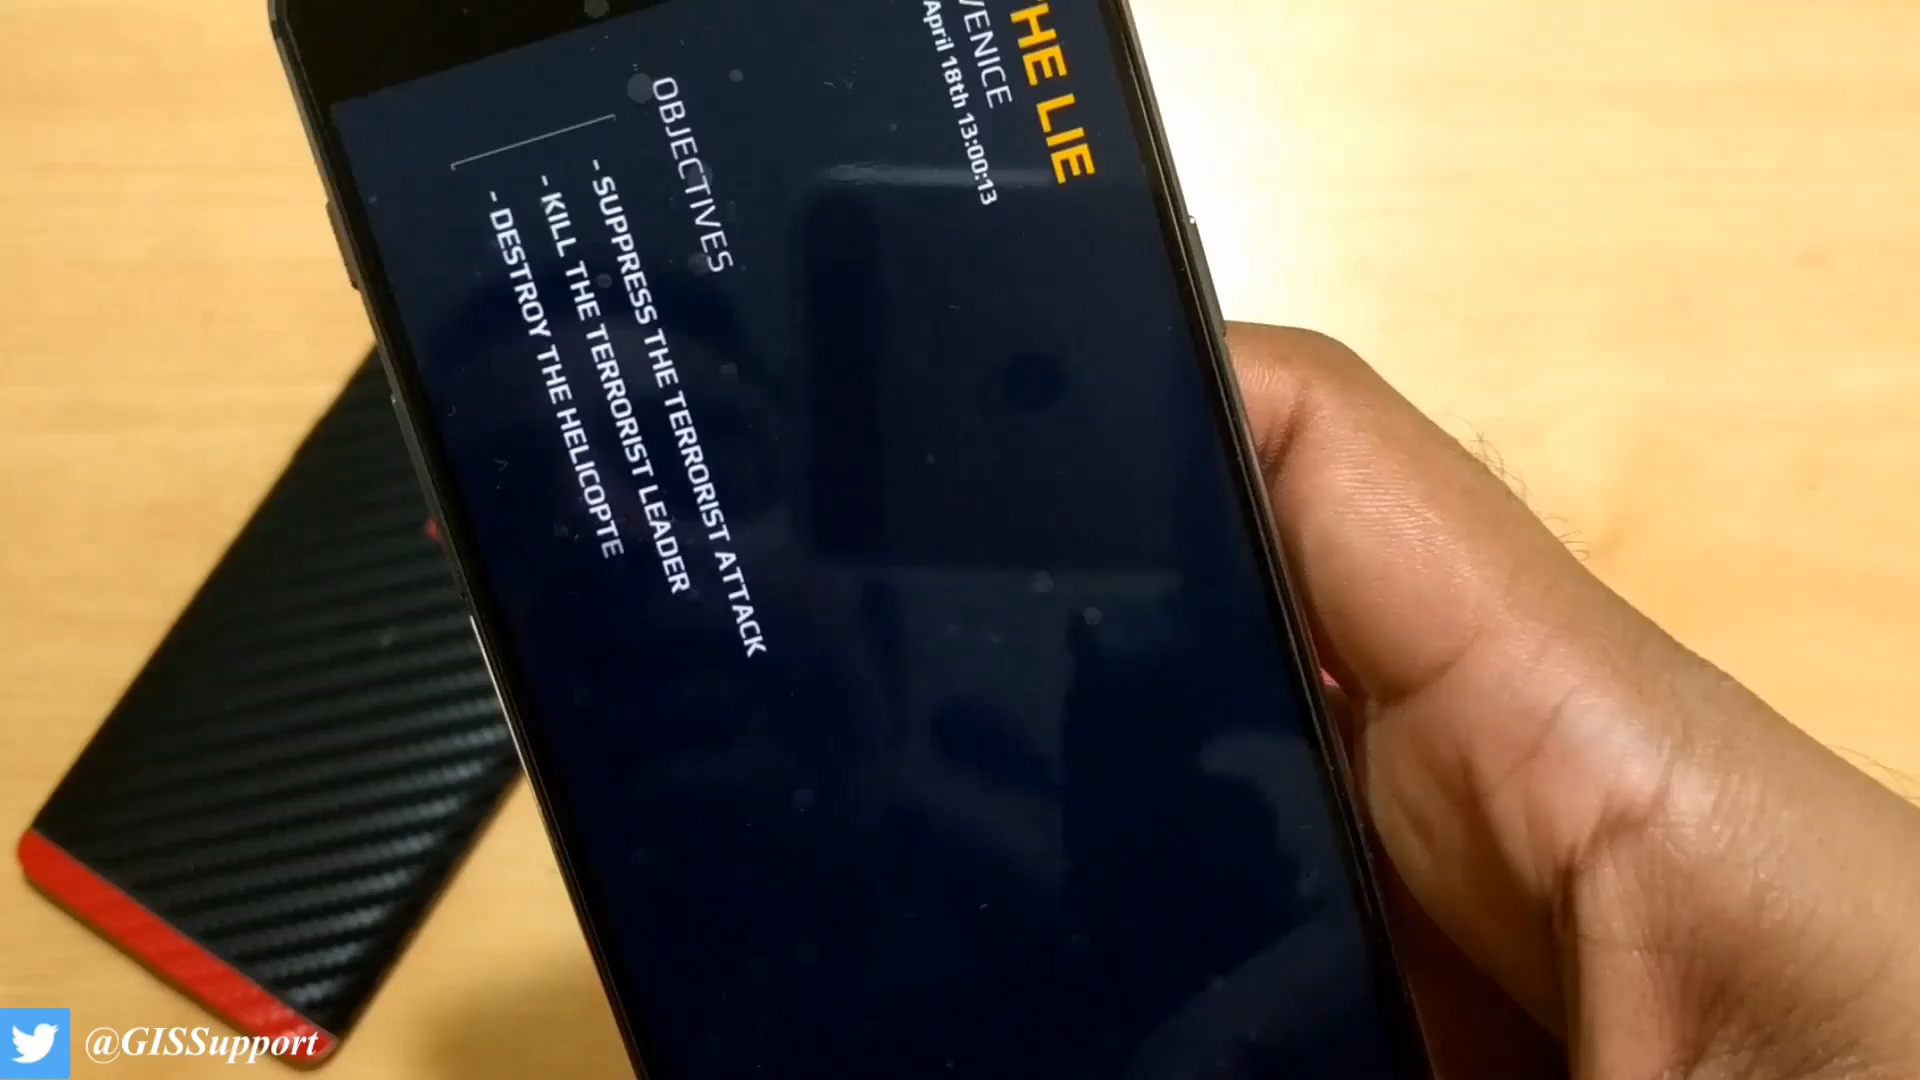 THE LIE
VENICE
April 18th 13:00:13
OBJECTIVES
- SUPPRESS THE TERRORIST ATTACK
- KILL THE TERRORIST LEADER
- DESTROY THE HELICOPTE
@GISSupport